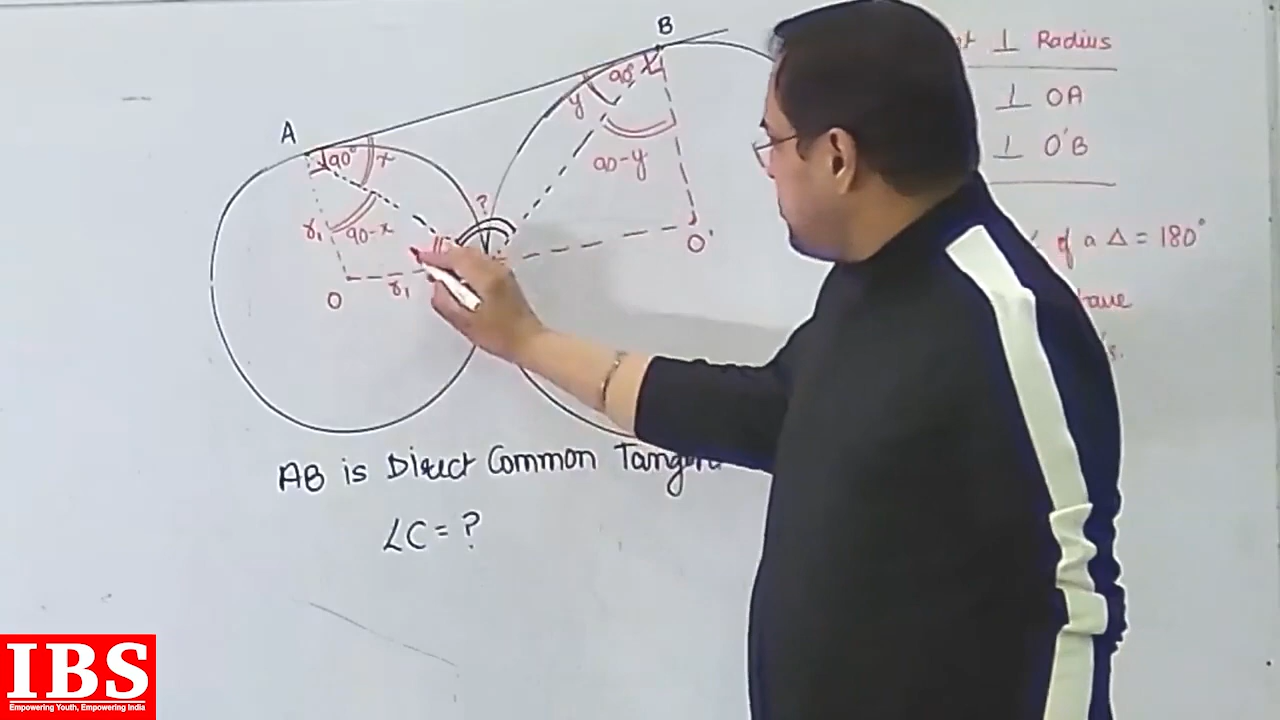 B
A
90°
x
90°
y
90-y
r₁
90-x
?
O'
O
r₁
⊥ Radius
⊥ OA
⊥ O'B
of a Δ = 180°
AB is Direct Common
∠C = ?
IBS
Empowering Youth, Empowering India